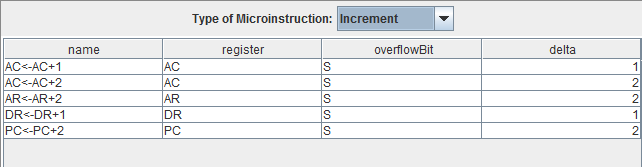 Type of Microinstruction: Increment
name register overflowBit delta
AC<-AC+1 AC S 1
AC<-AC+2 AC S 2
AR<-AR+2 AR S 2
DR<-DR+1 DR S 1
PC<-PC+2 PC S 2